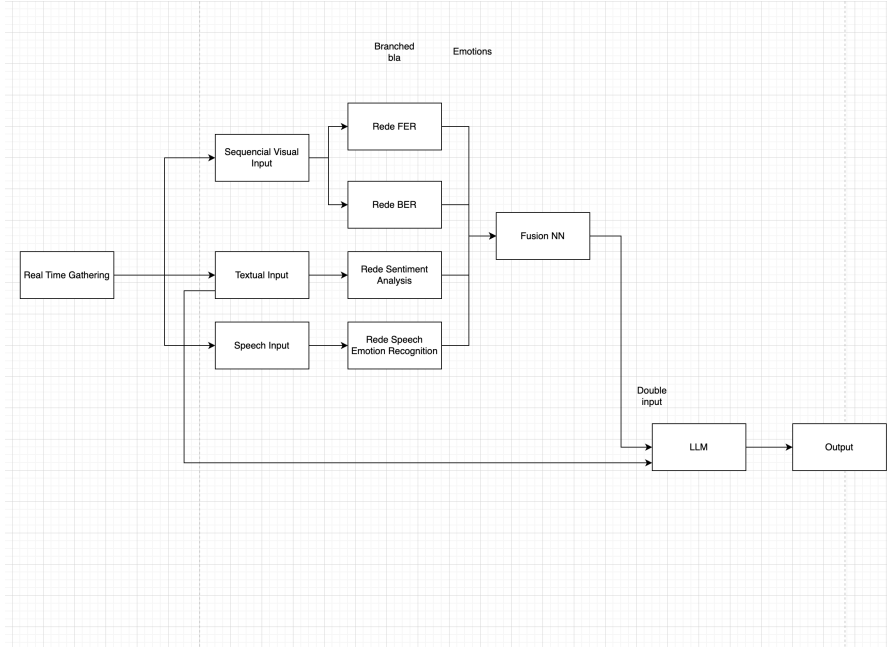 Branched
bla
Emotions
Rede FER
Sequencial Visual
Input
Rede BER
Fusion NN
Real Time Gathering
Textual Input
Rede Sentiment
Analysis
Speech Input
Rede Speech
Emotion Recognition
Double
input
LLM
Output